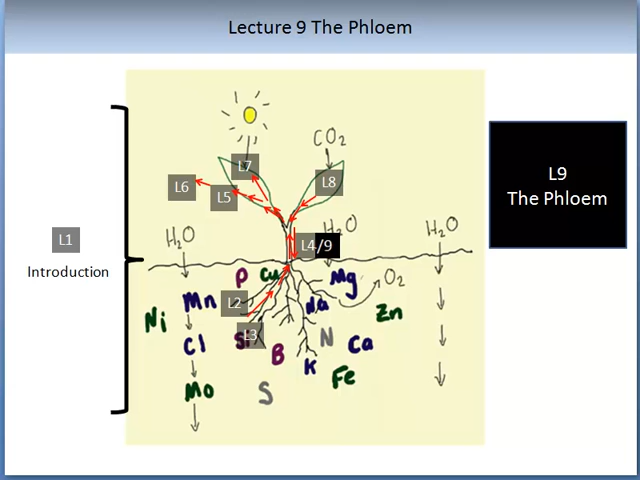 Lecture 9 The Phloem
CO2
L7
L6
L5
L8
L9
The Phloem
L1
Introduction
H2O
H2O
H2O
L4/9
P
Cu
Mg
O2
Ni
Mn
L2
Na
Zn
L3
Cl
B
N
Ca
K
Fe
Mo
S